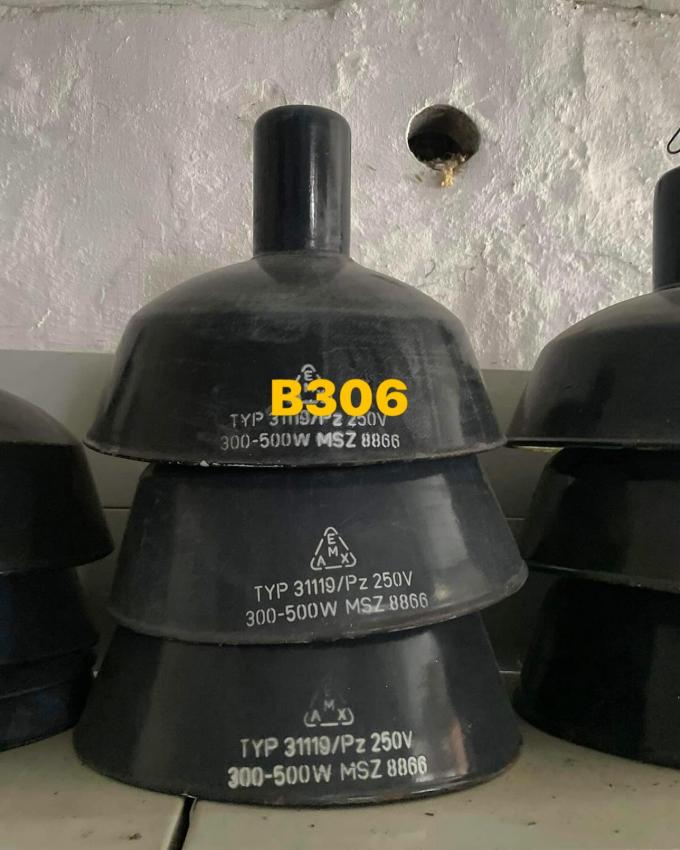 E
B306
TYP 31119/Pz 250V
300-500W MSZ 8866
E
M
A X
TYP 31119/Pz 250V
300-500W MSZ 8866
M
A X
TYP 31119/Pz 250V
300-500W MSZ 8866